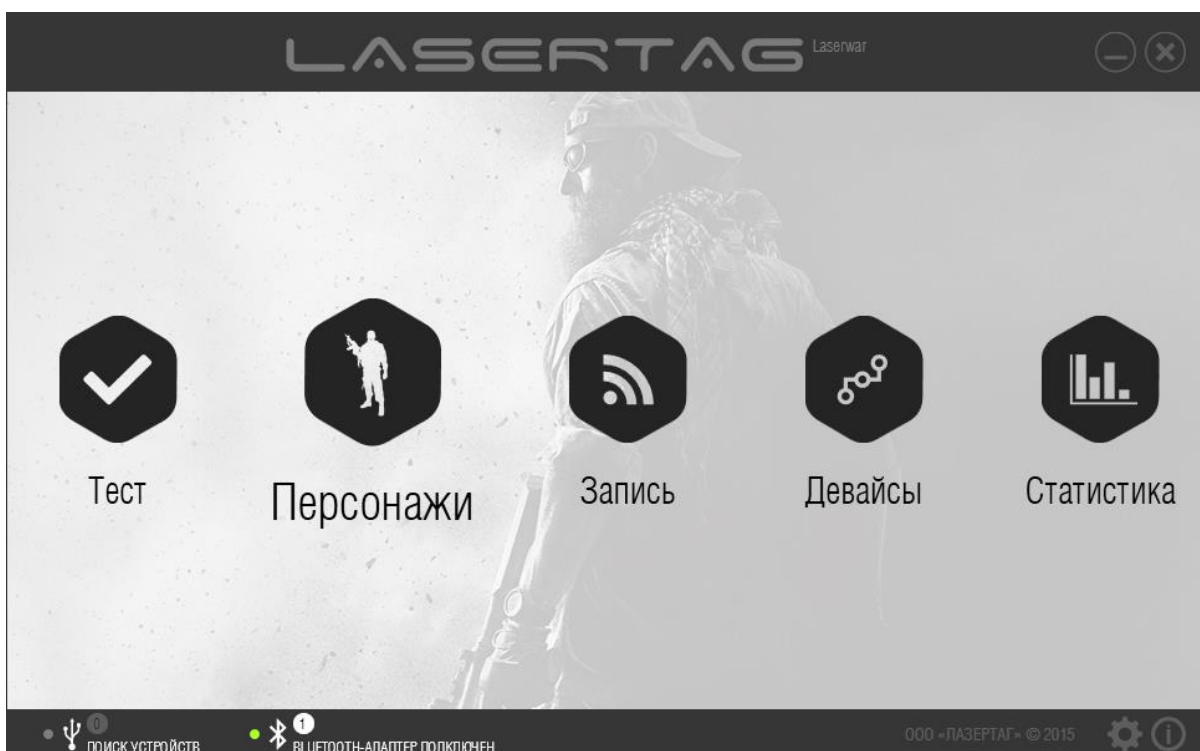 LASERTAG Laserwar
Тест
Персонажи
Запись
Девайсы
Статистика
0
ПОИСК УСТРОЙСТВ
1
BLUETOOTH-АДАПТЕР ПОДКЛЮЧЕН
ООО «ЛАЗЕРТАГ» © 2015